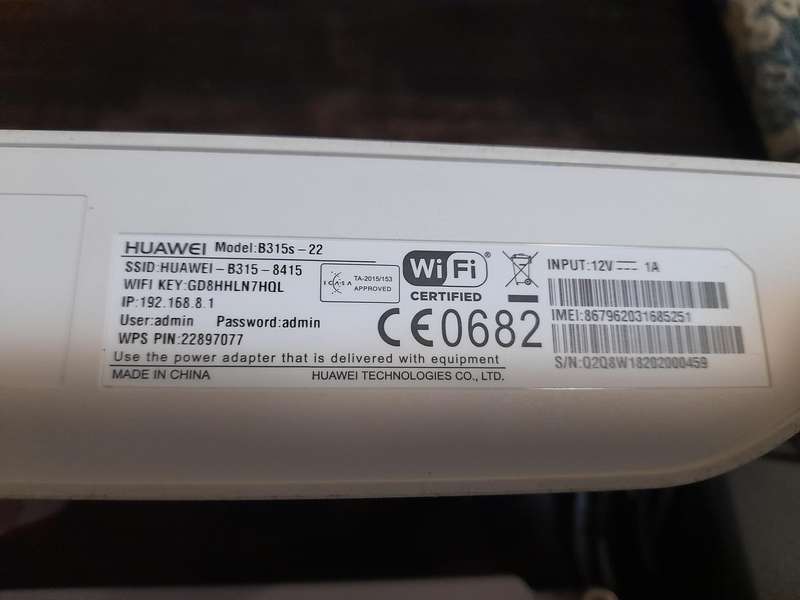 HUAWEI Model:B315s-22
SSID:HUAWEI-B315-8415
WIFI KEY:GD8HHLN7HQL
IP:192.168.8.1
User:admin Password:admin
WPS PIN:22897077
Use the power adapter that is delivered with equipment
MADE IN CHINA HUAWEI TECHNOLOGIES CO., LTD.
ICASA
TA-2015/153
APPROVED
WiFi®
CERTIFIED
CE0682
INPUT:12V 1A
IMEI:867962031685251
S/N:Q2Q8W18202000459